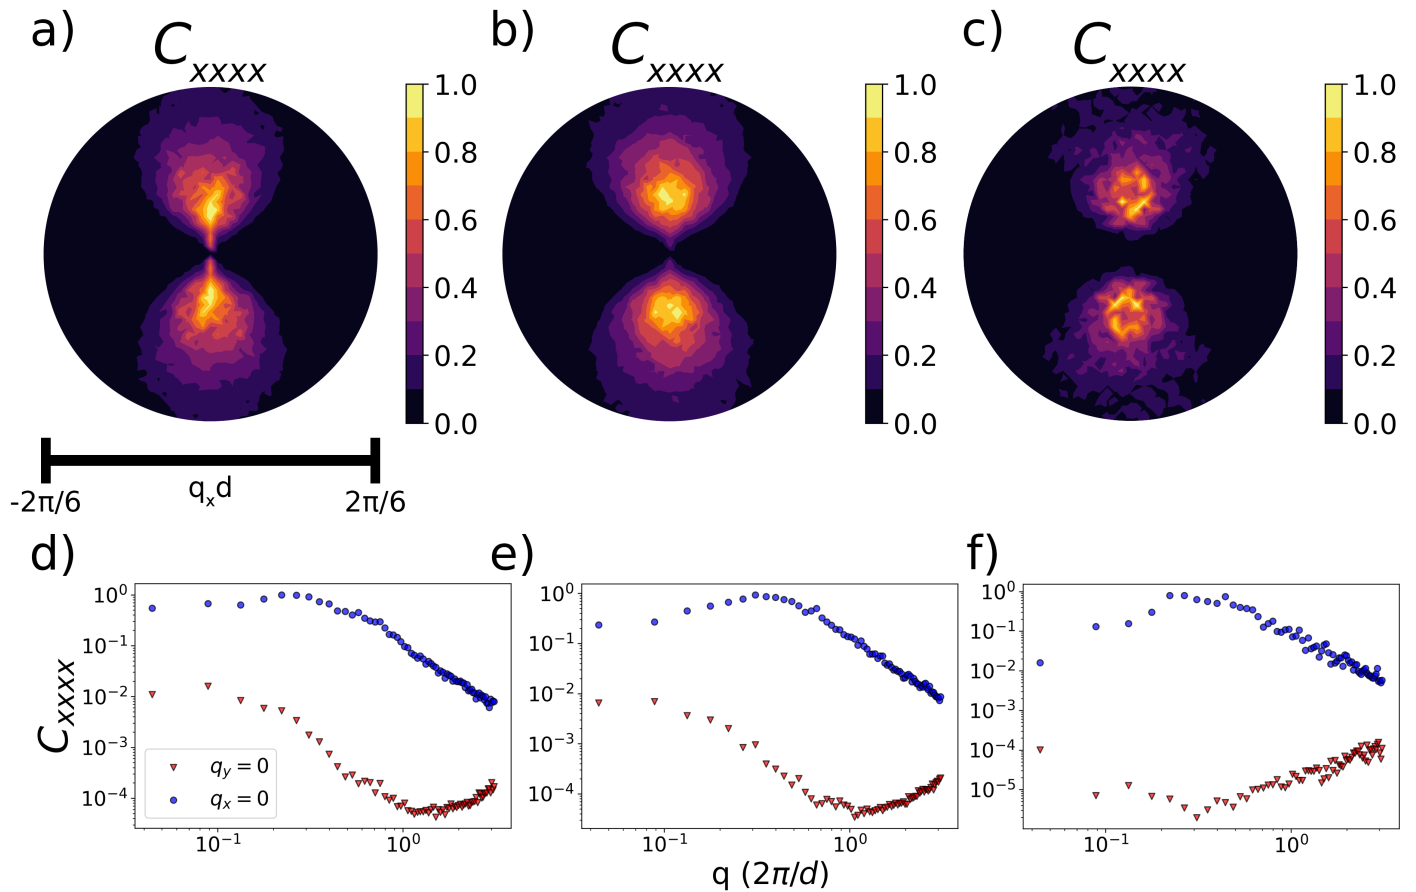 a) b) c)
C_xxxx C_xxxx C_xxxx
1.0 1.0 1.0
0.8 0.8 0.8
0.6 0.6 0.6
0.4 0.4 0.4
0.2 0.2 0.2
0.0 0.0 0.0
q_xd
-2π/6 2π/6
d) e) f)
C_xxxx
10^0
10^-1
10^-2
10^-3
10^-4
q_y = 0
q_x = 0
10^-1 10^0
10^0
10^-1
10^-2
10^-3
10^-4
10^-1 10^0
10^0
10^-1
10^-2
10^-3
10^-4
10^-5
10^-1 10^0
q (2π/d)